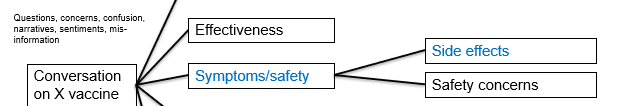 Questions, concerns, confusion,
narratives, sentiments, mis-
information
Effectiveness
Conversation
on X vaccine
Symptoms/safety
Side effects
Safety concerns